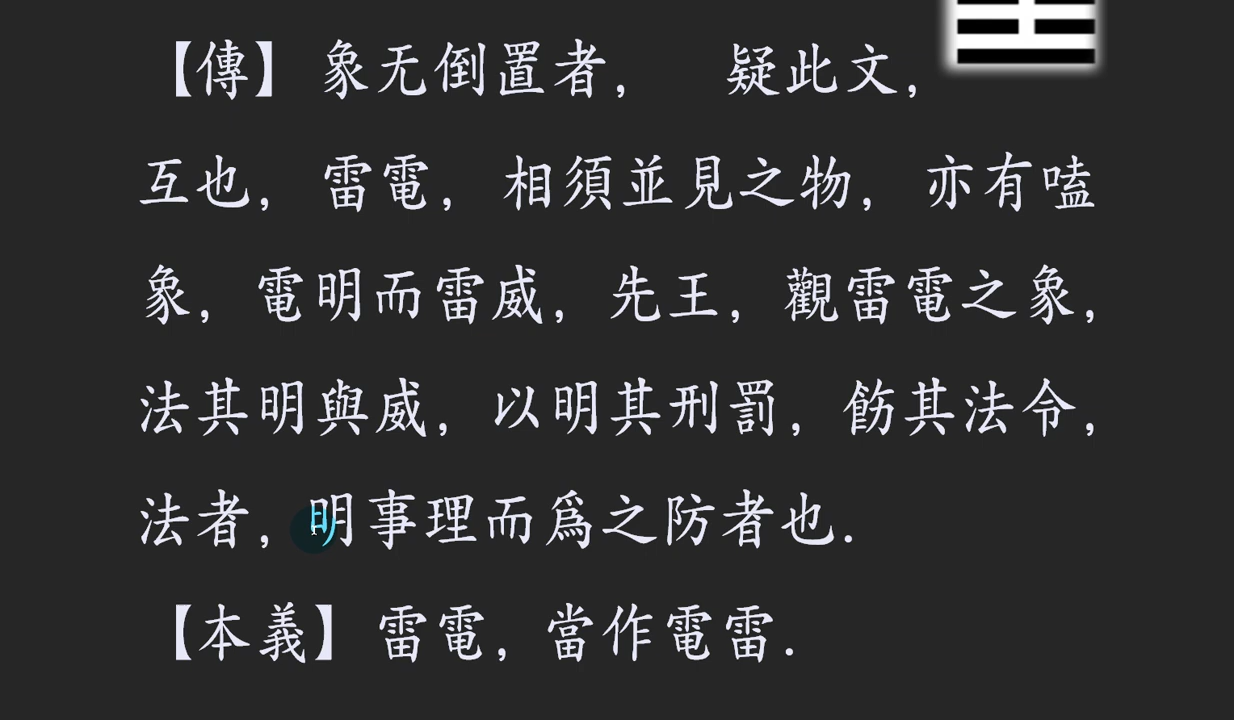 【傳】 象无倒置者， 疑此文，
互也，雷電，相須並見之物，亦有嗑
象，電明而雷威，先王，觀雷電之象，
法其明與威，以明其刑罰，飭其法令，
法者，明事理而爲之防者也．
【本義】 雷電，當作電雷．